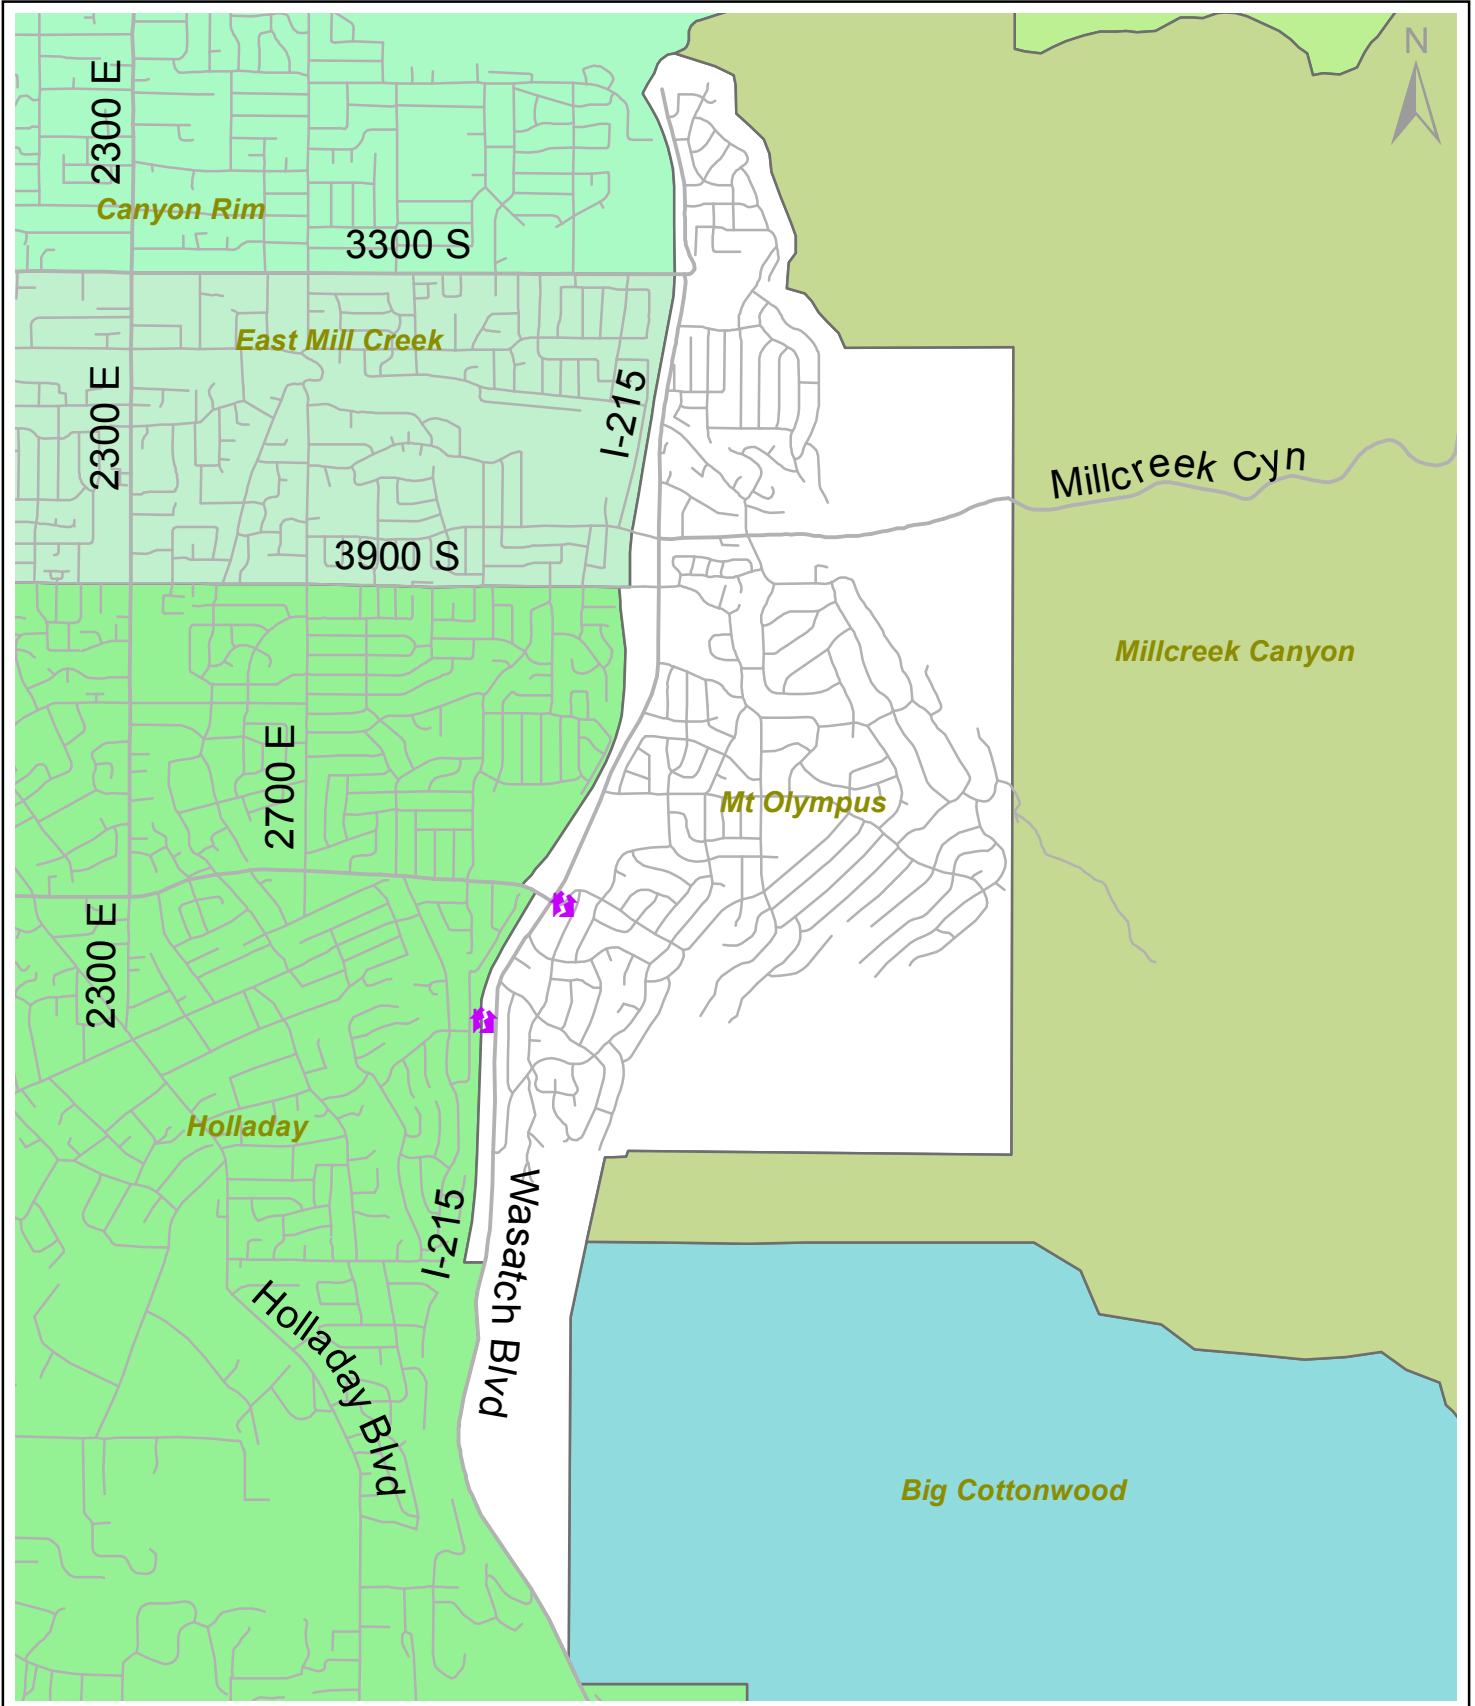 N
2300 E
Canyon Rim
3300 S
East Mill Creek
2300 E
I-215
Millcreek Cyn
3900 S
Millcreek Canyon
2700 E
Mt Olympus
2300 E
Holladay
I-215
Wasatch Blvd
Holladay Blvd
Big Cottonwood